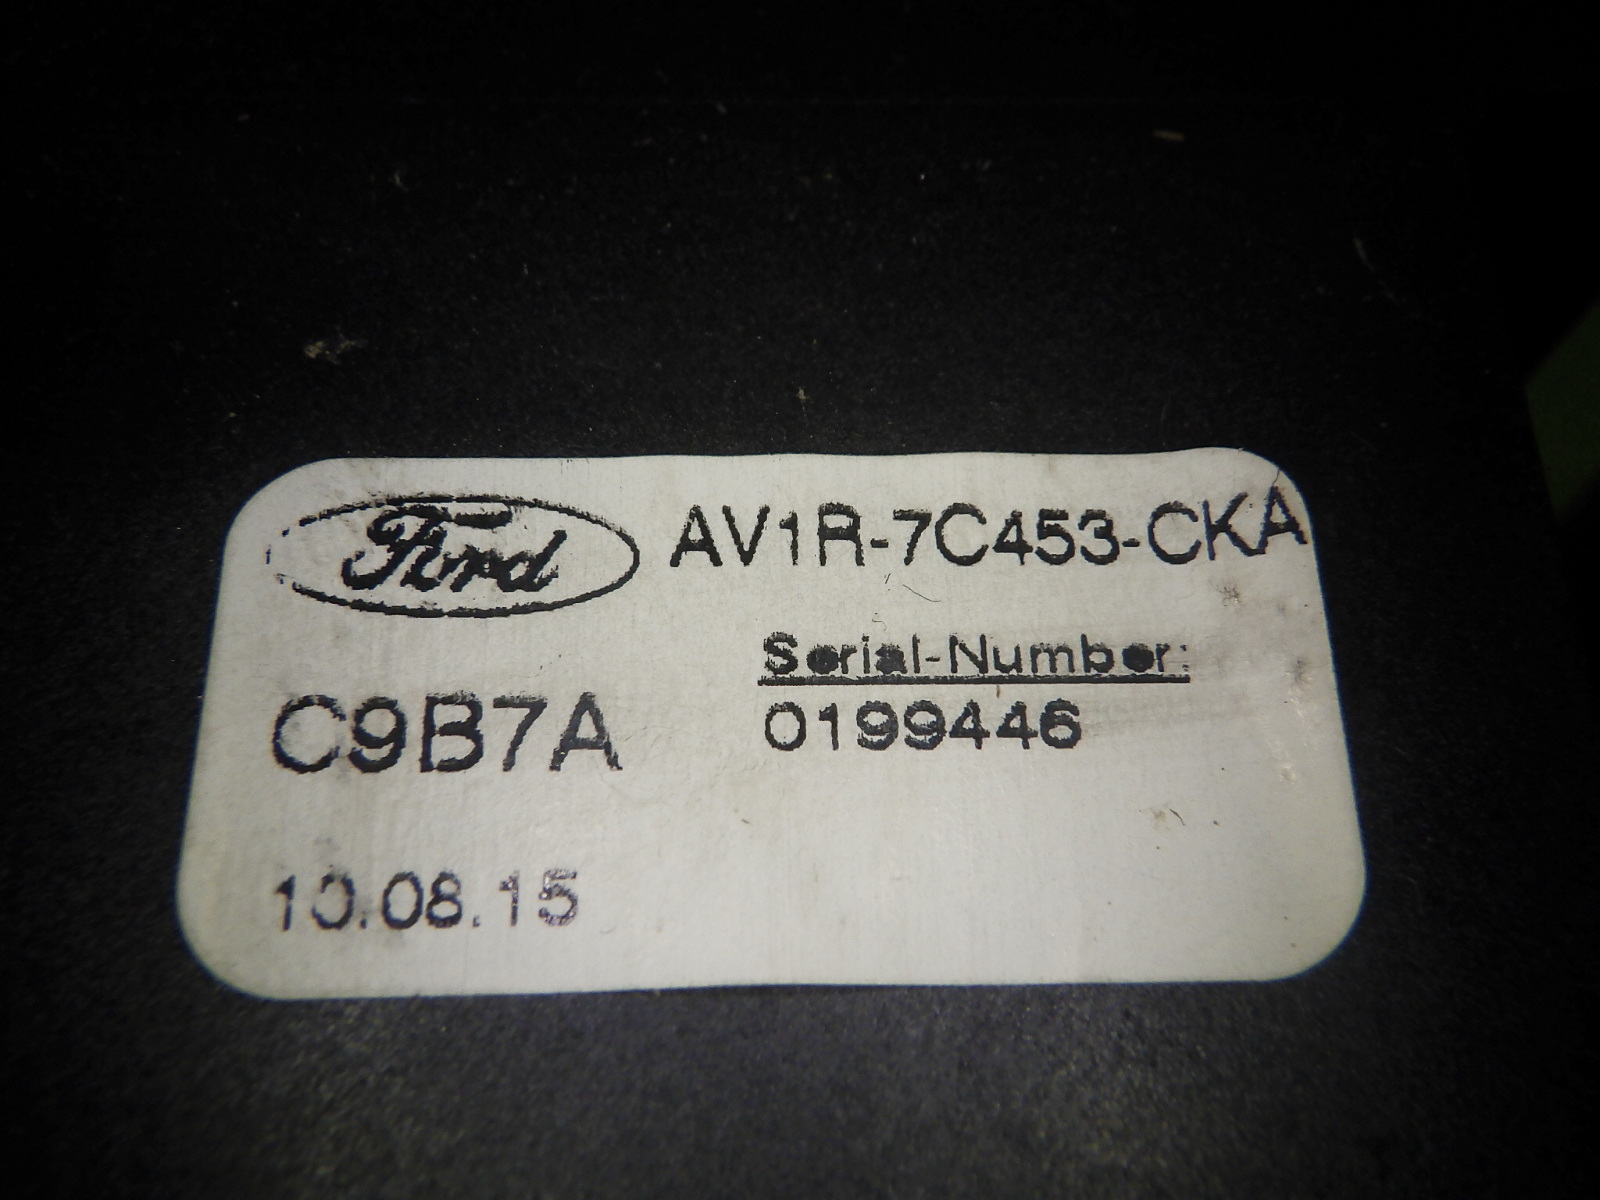 Ford AV1R-7C453-CKA
Serial-Number:
C9B7A 0199446
10.08.15